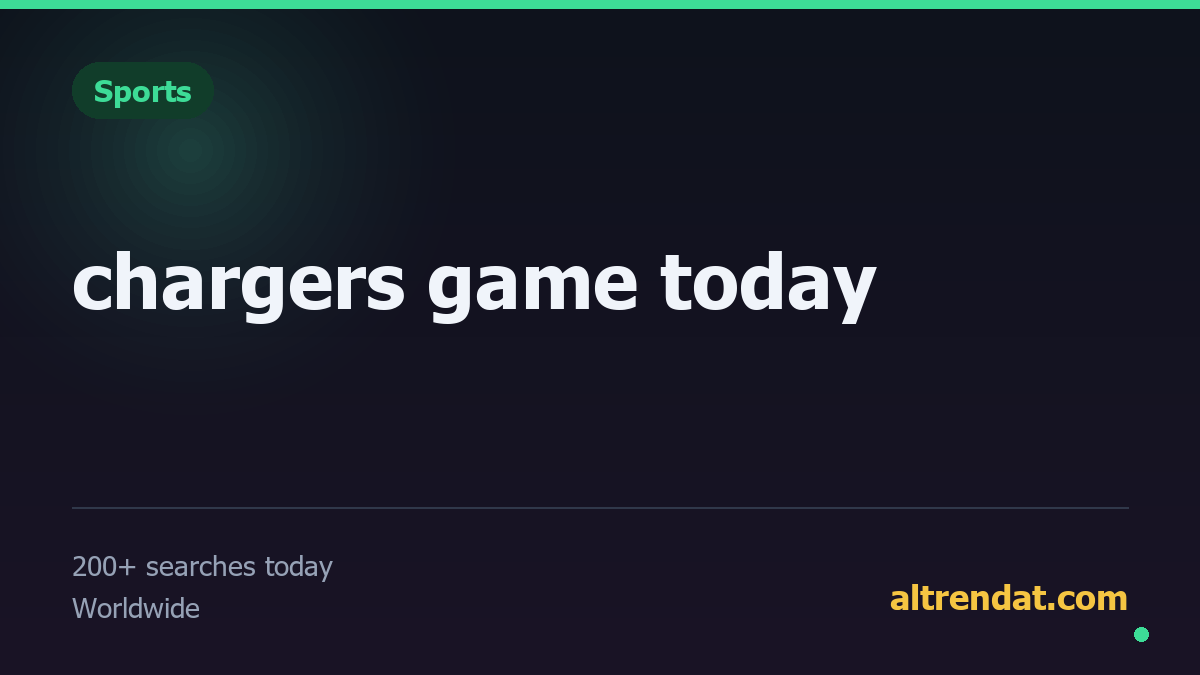 Sports
chargers game today
200+ searches today
Worldwide
altrendat.com